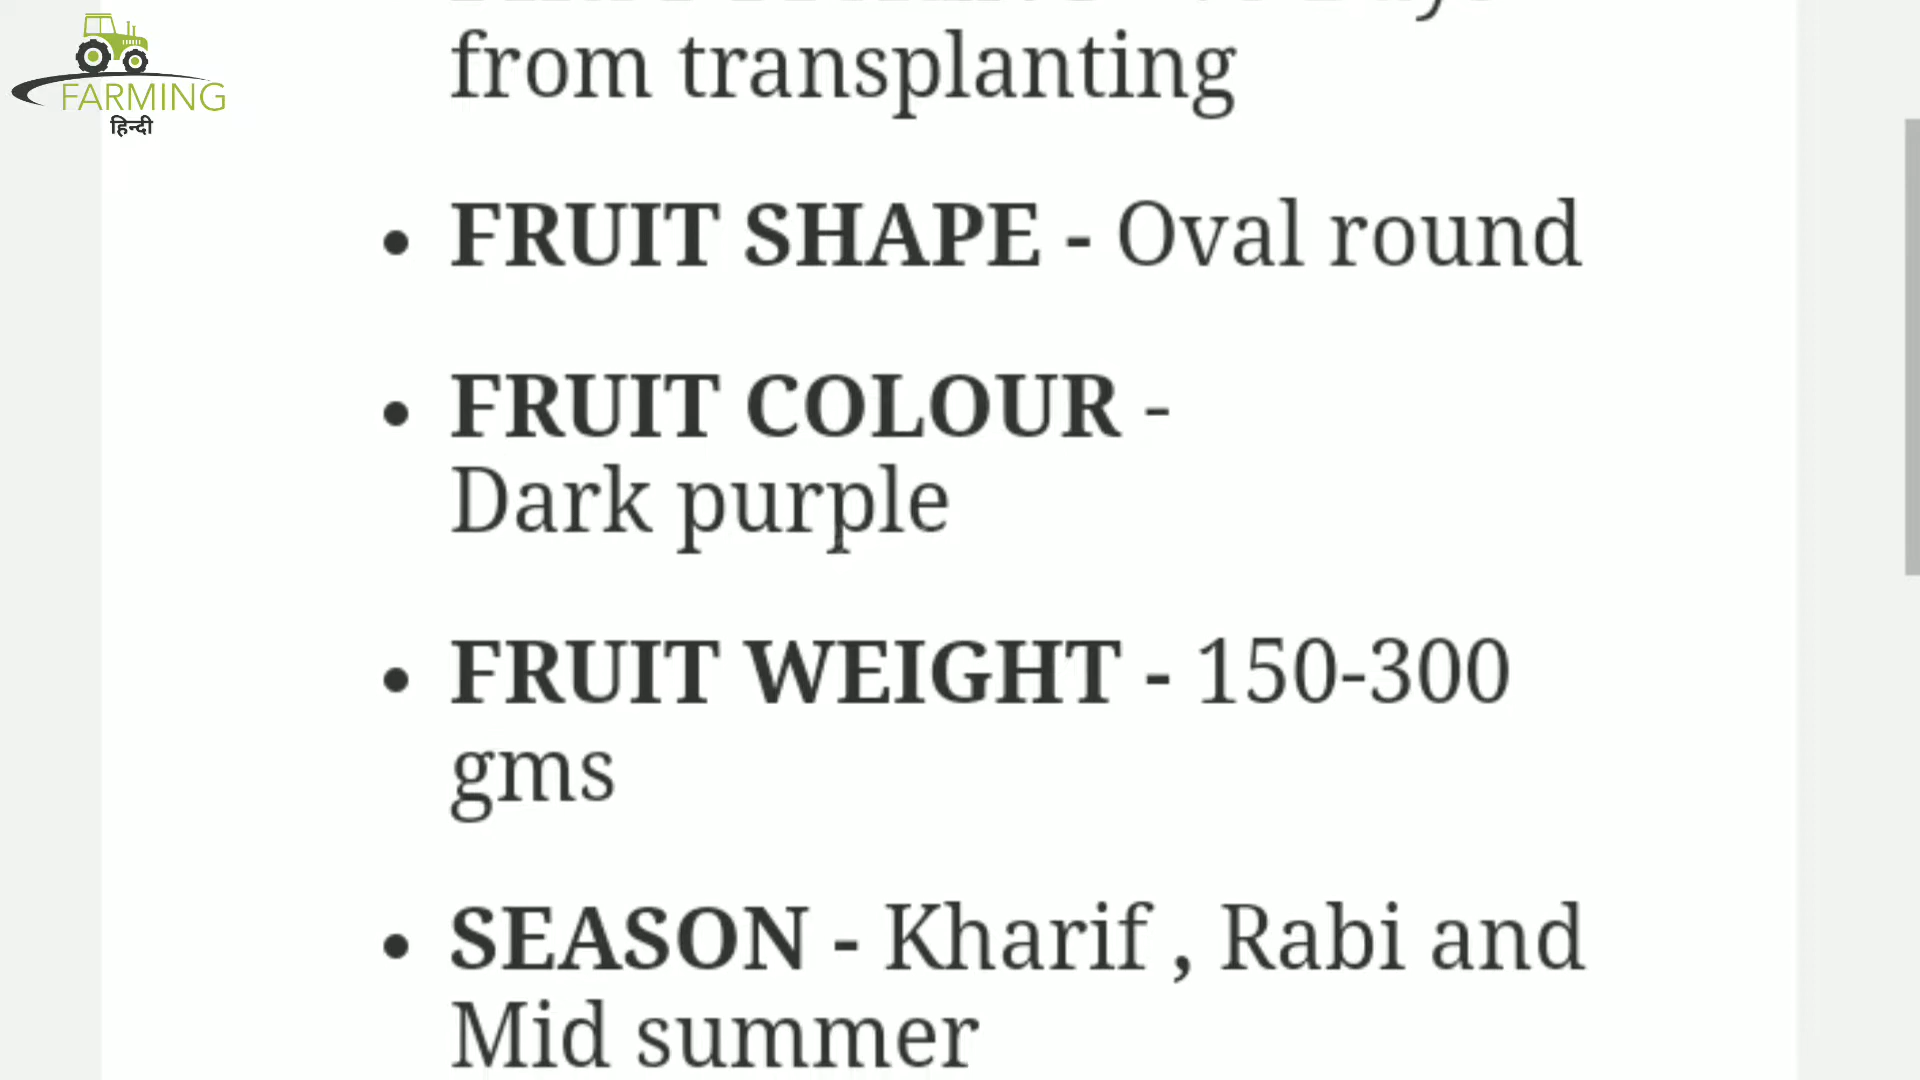 FARMING
हिन्दी
from transplanting
• FRUIT SHAPE - Oval round
• FRUIT COLOUR -
Dark purple
• FRUIT WEIGHT - 150-300
gms
• SEASON - Kharif , Rabi and
Mid summer